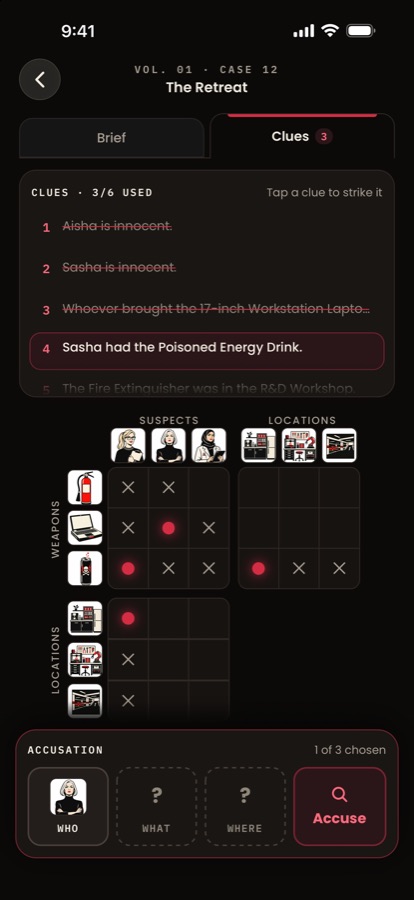 9:41
VOL. 01 · CASE 12
The Retreat
Brief
Clues 3
CLUES · 3/6 USED
Tap a clue to strike it
1 Aisha is innocent.
2 Sasha is innocent.
3 Whoever brought the 17-inch Workstation Lapto...
4 Sasha had the Poisoned Energy Drink.
5 The Fire Extinguisher was in the R&D Workshop.
SUSPECTS
LOCATIONS
WEAPONS
LOCATIONS
ACCUSATION
1 of 3 chosen
WHO
?
WHAT
?
WHERE
Accuse